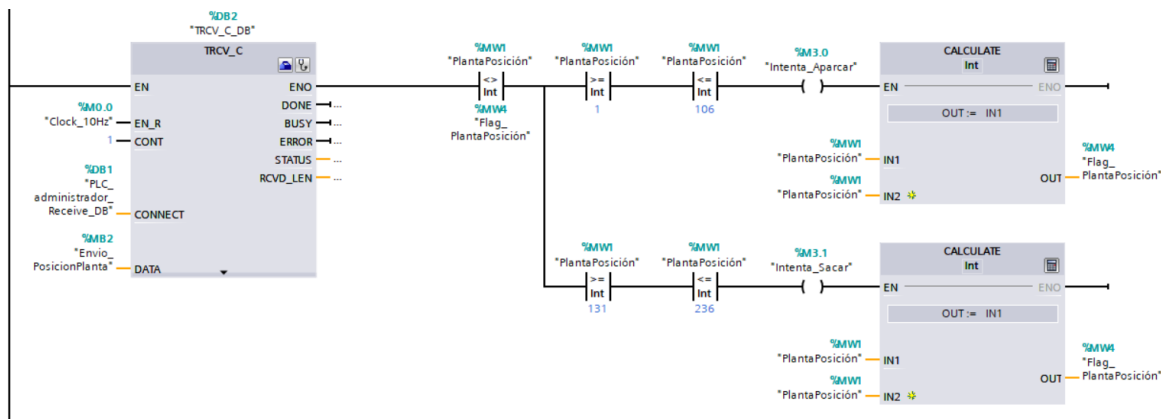 %DB2
"TRCV_C_DB"
TRCV_C
EN
ENO
%M0.0
"Clock_10Hz"
EN_R
DONE
...
1
CONT
BUSY
...
ERROR
...
STATUS
...
RCVD_LEN
...
%DB1
"PLC_
administrador_
Receive_DB"
CONNECT
%MB2
"Envio_
PosicionPlanta"
DATA
%MW1
"PlantaPosición"
<>
Int
%MW4
"Flag_
PlantaPosición"
%MW1
"PlantaPosición"
>=
Int
1
%MW1
"PlantaPosición"
<=
Int
106
%M3.0
"Intenta_Aparcar"
CALCULATE
Int
EN
ENO
OUT := IN1
%MW1
"PlantaPosición"
IN1
%MW1
"PlantaPosición"
IN2
OUT
%MW4
"Flag_
PlantaPosición"
%MW1
"PlantaPosición"
>=
Int
131
%MW1
"PlantaPosición"
<=
Int
236
%M3.1
"Intenta_Sacar"
CALCULATE
Int
EN
ENO
OUT := IN1
%MW1
"PlantaPosición"
IN1
%MW1
"PlantaPosición"
IN2
OUT
%MW4
"Flag_
PlantaPosición"